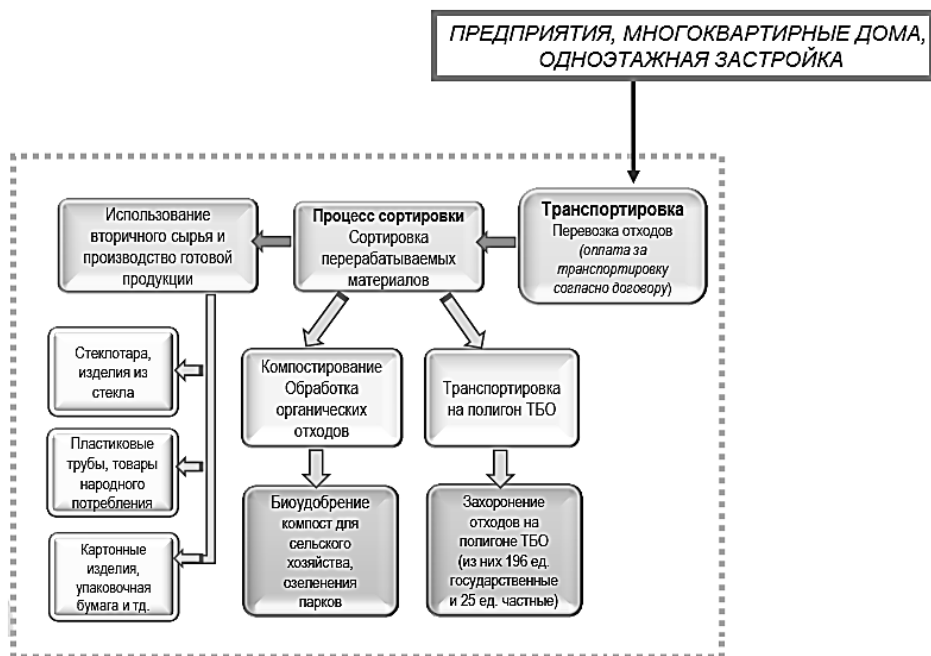 ПРЕДПРИЯТИЯ, МНОГОКВАРТИРНЫЕ ДОМА,
ОДНОЭТАЖНАЯ ЗАСТРОЙКА
Использование
вторичного сырья и
производство готовой
продукции
Процесс сортировки
Сортировка
перерабатываемых
материалов
Транспортировка
Перевозка отходов
(оплата за
транспортировку
согласно договору)
Стеклотара,
изделия из
стекла
Компостирование
Обработка
органических
отходов
Транспортировка
на полигон ТБО
Пластиковые
трубы, товары
народного
потребления
Биоудобрение
компост для
сельского
хозяйства,
озеленения
парков
Захоронение
отходов на
полигоне ТБО
(из них 196 ед.
государственные
и 25 ед. частные)
Картонные
изделия,
упаковочная
бумага и тд.